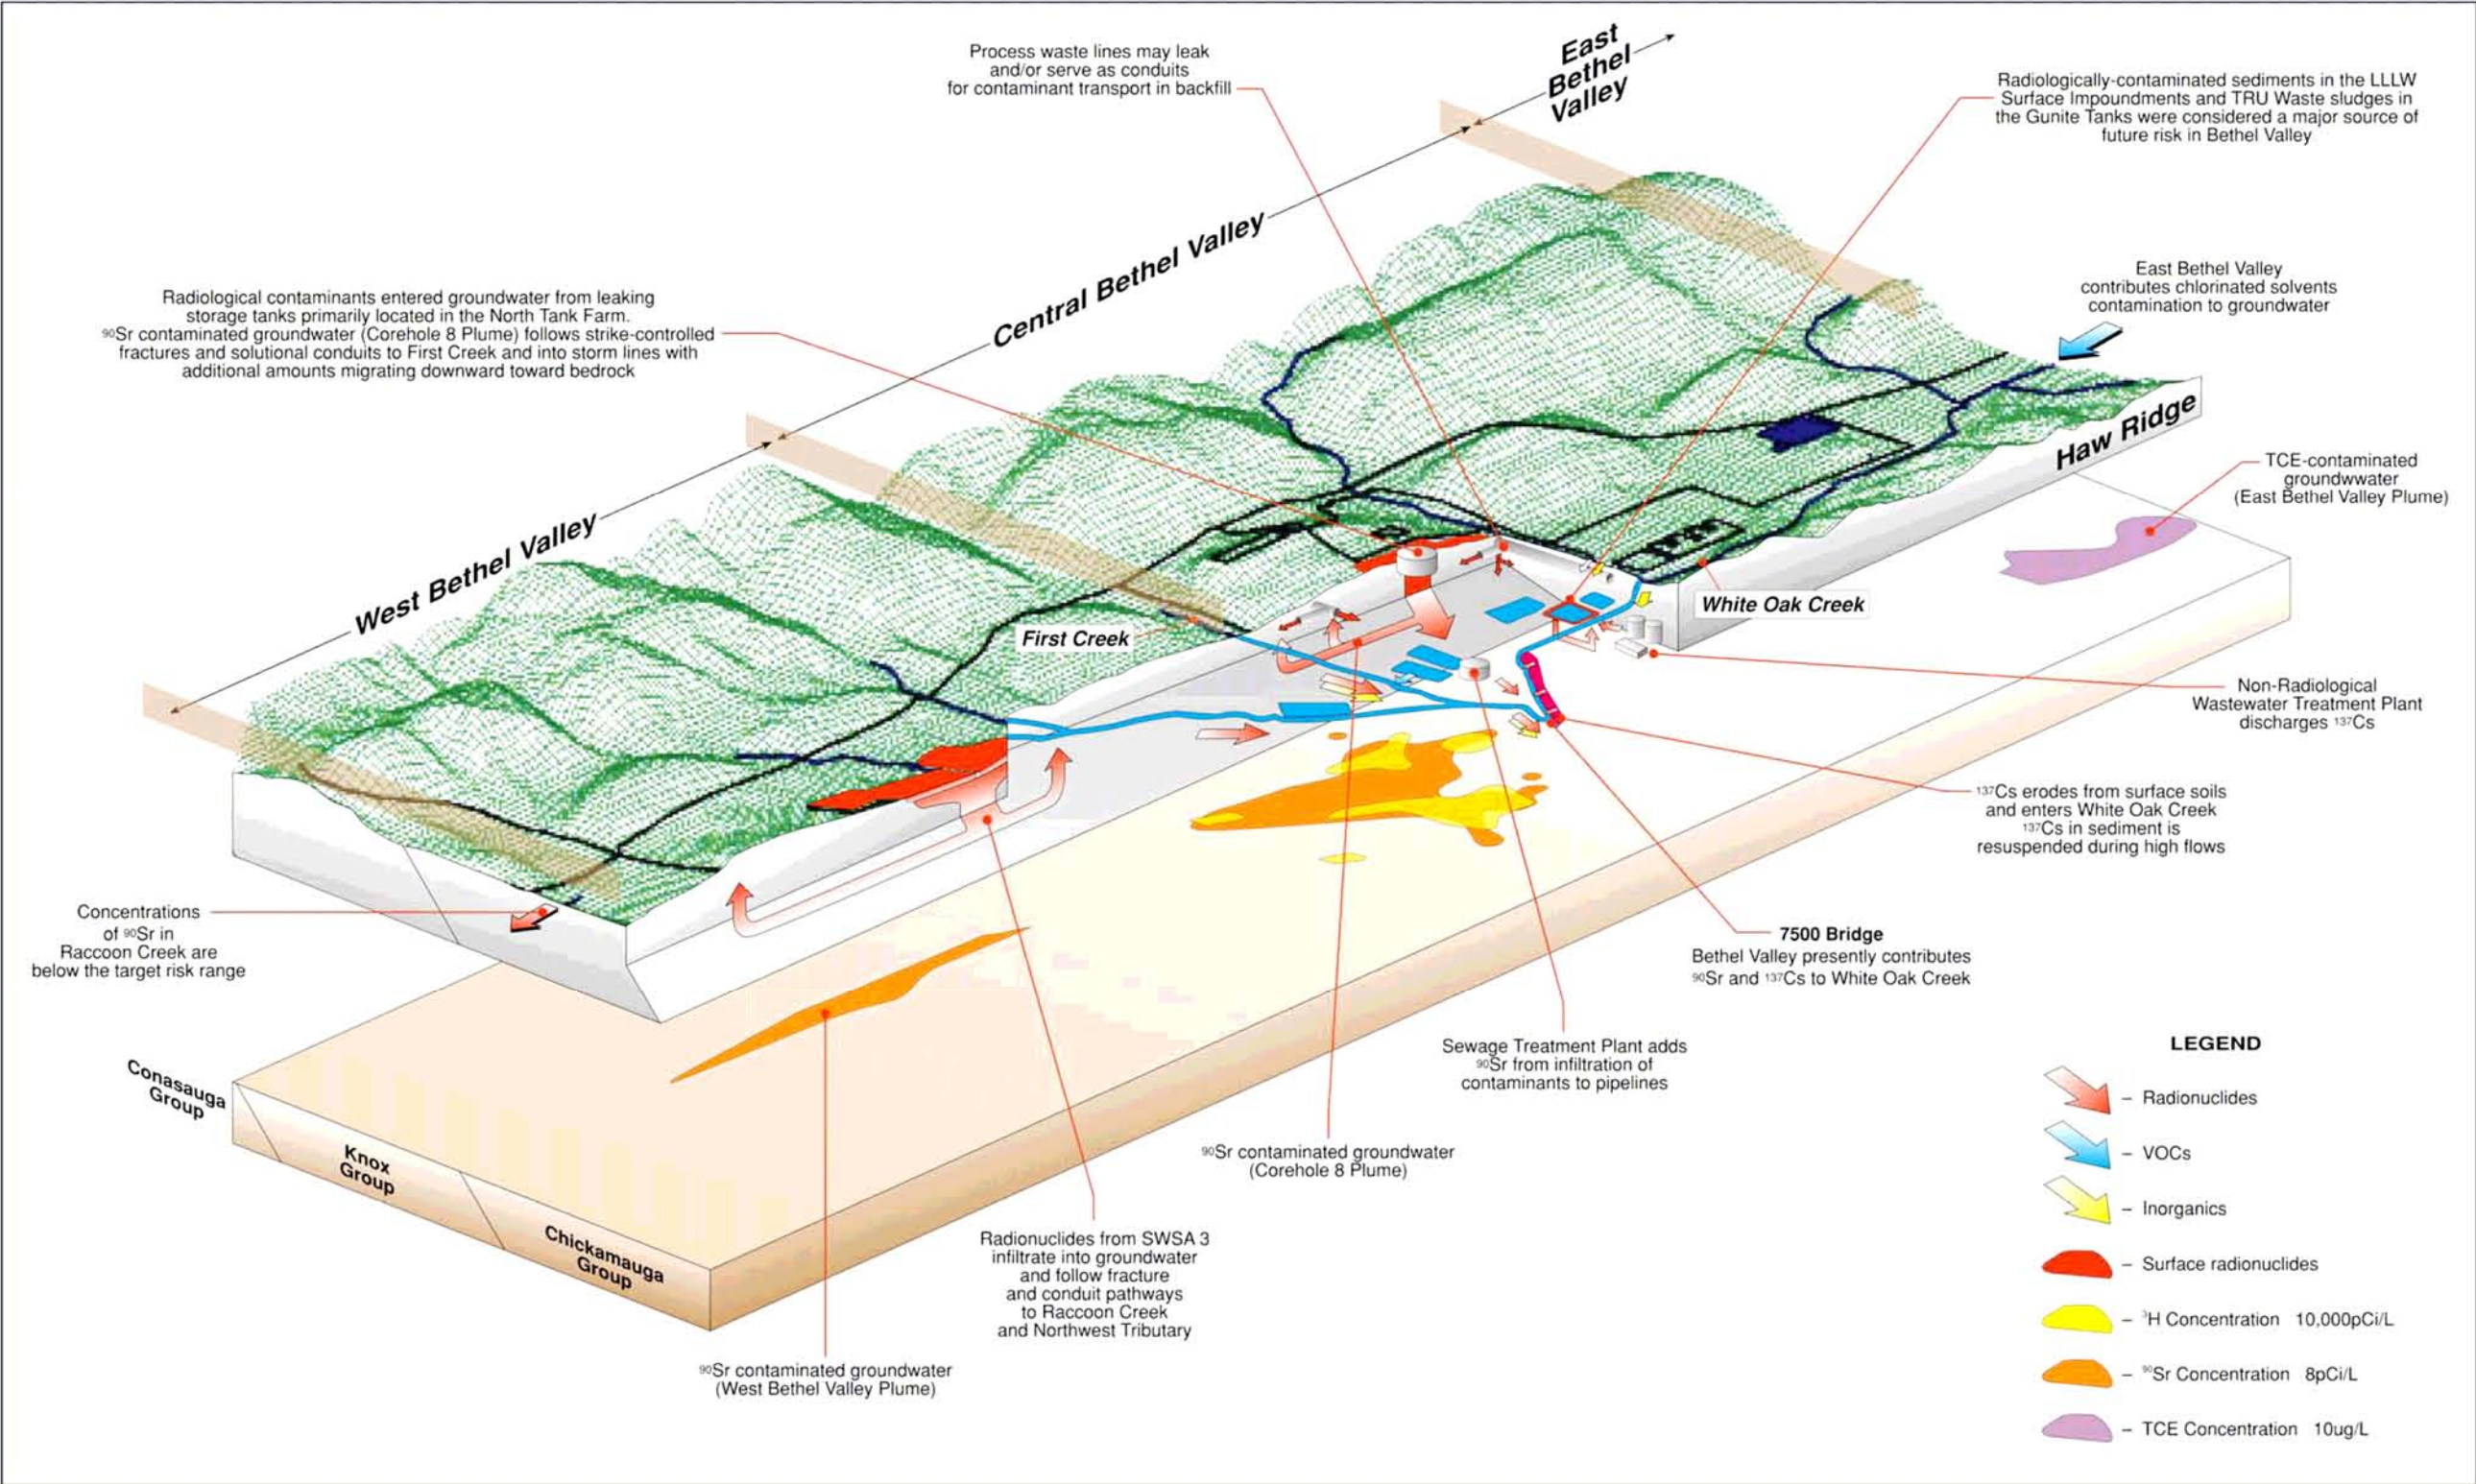 Process waste lines may leak
and/or serve as conduits
for contaminant transport in backfill
East
Bethel
Valley
Radiologically-contaminated sediments in the LLLW
Surface Impoundments and TRU Waste sludges in
the Gunite Tanks were considered a major source of
future risk in Bethel Valley
Central Bethel Valley
East Bethel Valley
contributes chlorinated solvents
contamination to groundwater
Radiological contaminants entered groundwater from leaking
storage tanks primarily located in the North Tank Farm.
⁹⁰Sr contaminated groundwater (Corehole 8 Plume) follows strike-controlled
fractures and solutional conduits to First Creek and into storm lines with
additional amounts migrating downward toward bedrock
Haw Ridge
TCE-contaminated
groundwwater
(East Bethel Valley Plume)
West Bethel Valley
White Oak Creek
First Creek
Non-Radiological
Wastewater Treatment Plant
discharges ¹³⁷Cs
¹³⁷Cs erodes from surface soils
and enters White Oak Creek
¹³⁷Cs in sediment is
resuspended during high flows
Concentrations
of ⁹⁰Sr in
Raccoon Creek are
below the target risk range
7500 Bridge
Bethel Valley presently contributes
⁹⁰Sr and ¹³⁷Cs to White Oak Creek
Sewage Treatment Plant adds
⁹⁰Sr from infiltration of
contaminants to pipelines
Conasauga
Group
Knox
Group
Chickamauga
Group
⁹⁰Sr contaminated groundwater
(Corehole 8 Plume)
Radionuclides from SWSA 3
infiltrate into groundwater
and follow fracture
and conduit pathways
to Raccoon Creek
and Northwest Tributary
⁹⁰Sr contaminated groundwater
(West Bethel Valley Plume)
LEGEND
– Radionuclides
– VOCs
– Inorganics
– Surface radionuclides
– ³H Concentration 10,000pCi/L
– ⁹⁰Sr Concentration 8pCi/L
– TCE Concentration 10ug/L